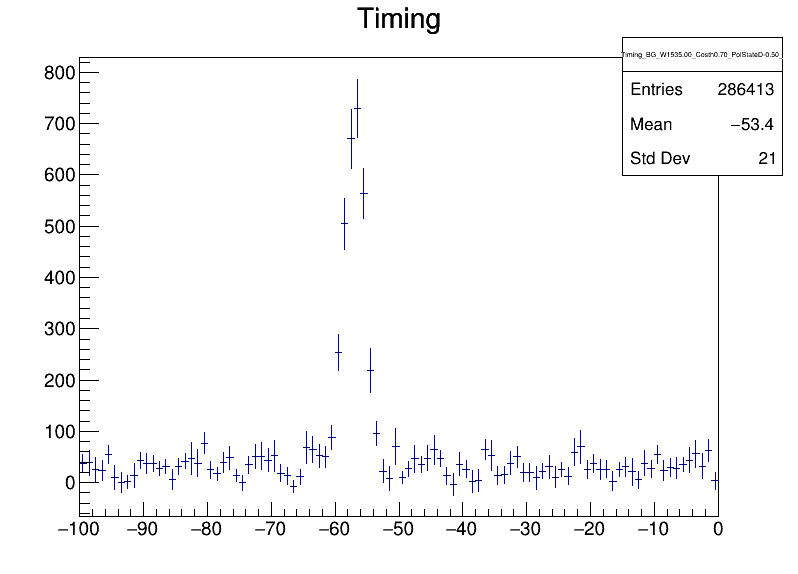 Timing
Timing_BG_W1535.00_Costh0.70_PolStateD-0.50_
Entries 286413
Mean −53.4
Std Dev 21
800
700
600
500
400
300
200
100
0
−100 −90 −80 −70 −60 −50 −40 −30 −20 −10 0